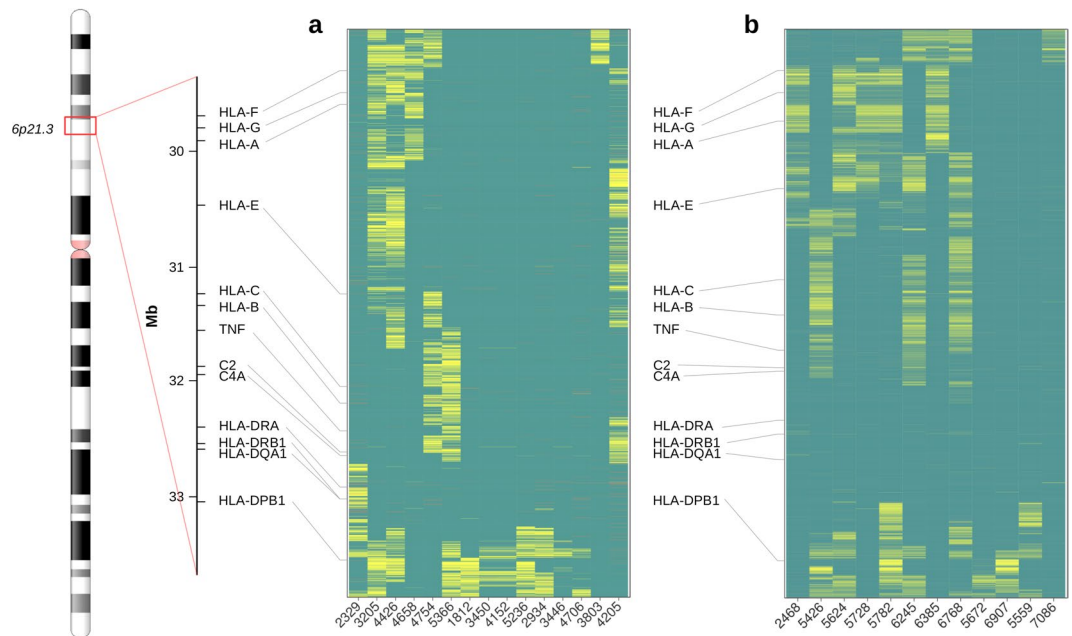 a
b
6p21.3
Mb
30
31
32
33
HLA-F
HLA-G
HLA-A
HLA-E
HLA-C
HLA-B
TNF
C2
C4A
HLA-DRA
HLA-DRB1
HLA-DQA1
HLA-DPB1
2329 3205 4426 4658 4754 5366 1812 3450 4152 5236 2934 3446 4706 3803 4205
HLA-F
HLA-G
HLA-A
HLA-E
HLA-C
HLA-B
TNF
C2
C4A
HLA-DRA
HLA-DRB1
HLA-DQA1
HLA-DPB1
2468 5426 5624 5728 5782 6245 6385 6768 5672 6907 5559 7086